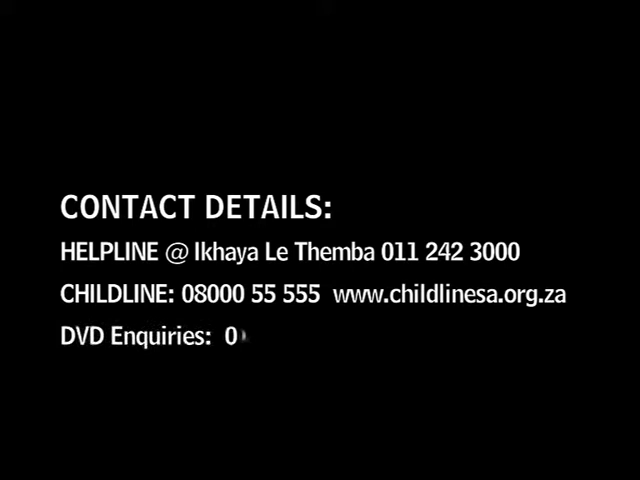 CONTACT DETAILS:
HELPLINE @ Ikhaya Le Themba 011 242 3000
CHILDLINE: 08000 55 555 www.childlinesa.org.za
DVD Enquiries: 0